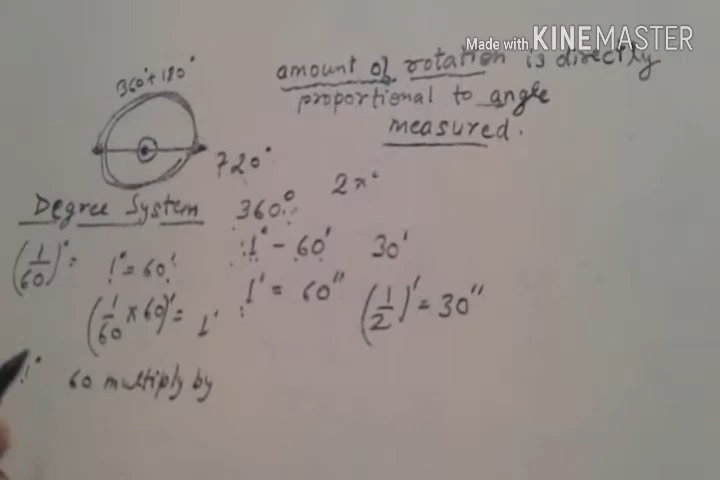 Made with KINEMASTER
360°+180°
amount of rotation is directly
proportional to angle
measured.
720°
Degree System
360°
2π
(1/60)° =
1° = 60'
1° - 60'
30'
(1/60 × 60)' = 1'
1' = 60"
(1/2)' = 30"
1°
60 multiply by